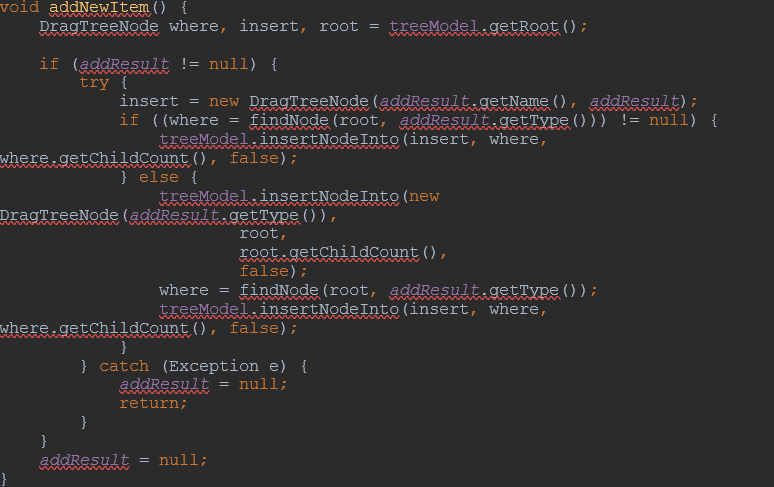 void addNewItem() {
    DragTreeNode where, insert, root = treeModel.getRoot();

    if (addResult != null) {
        try {
            insert = new DragTreeNode(addResult.getName(), addResult);
            if ((where = findNode(root, addResult.getType())) != null) {
                treeModel.insertNodeInto(insert, where,
where.getChildCount(), false);
            } else {
                treeModel.insertNodeInto(new
DragTreeNode(addResult.getType()),
                        root,
                        root.getChildCount(),
                        false);
                where = findNode(root, addResult.getType());
                treeModel.insertNodeInto(insert, where,
where.getChildCount(), false);
            }
        } catch (Exception e) {
            addResult = null;
            return;
        }
    }
    addResult = null;
}